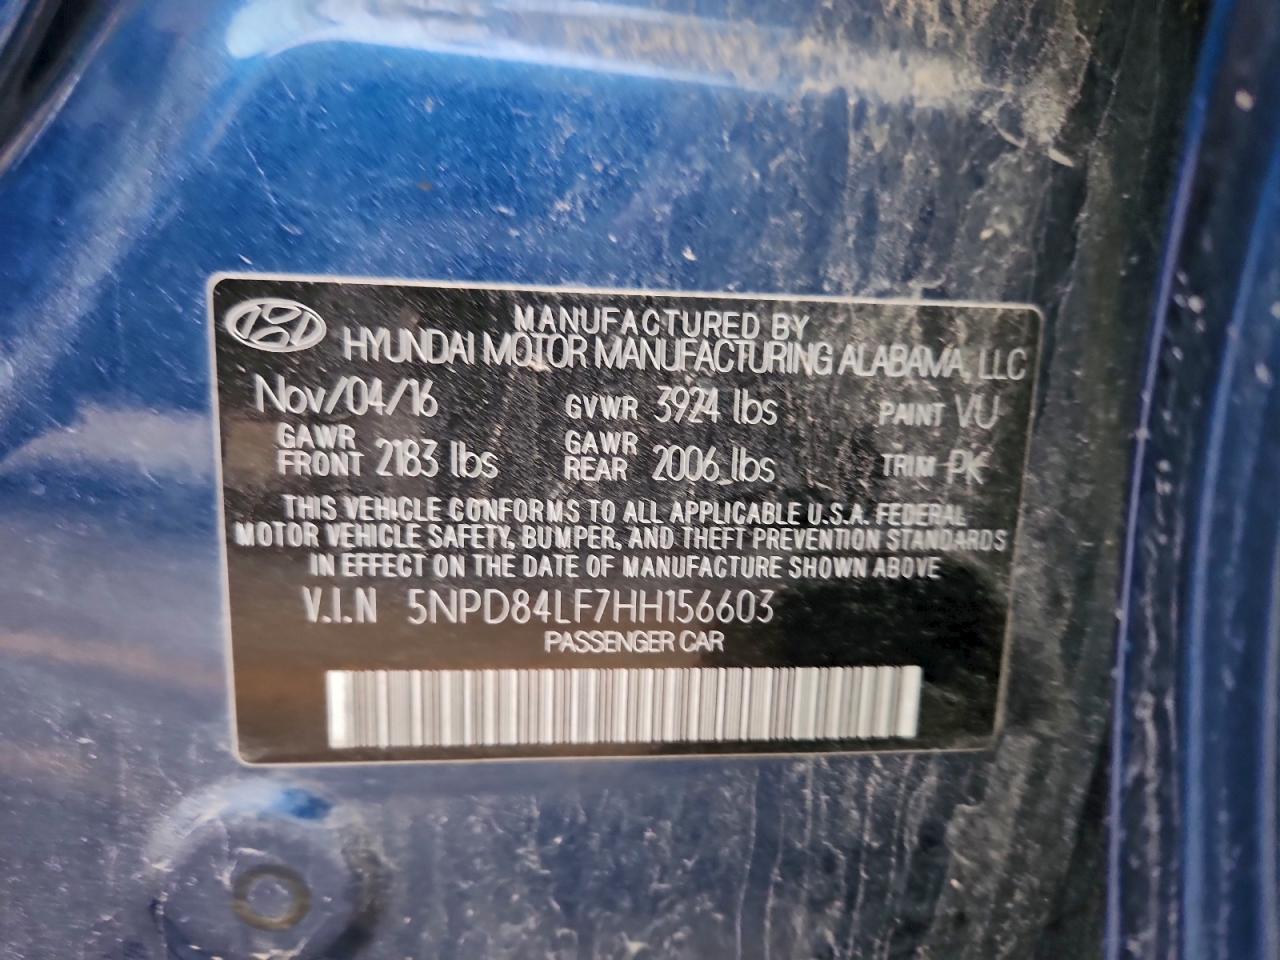 MANUFACTURED BY
HYUNDAI MOTOR MANUFACTURING ALABAMA, LLC
Nov/04/16 GVWR 3924 lbs PAINT VU
GAWR FRONT 2183 lbs GAWR REAR 2006 lbs TRIM PK
THIS VEHICLE CONFORMS TO ALL APPLICABLE U.S.A. FEDERAL
MOTOR VEHICLE SAFETY, BUMPER, AND THEFT PREVENTION STANDARDS
IN EFFECT ON THE DATE OF MANUFACTURE SHOWN ABOVE
V.I.N 5NPD84LF7HH156603
PASSENGER CAR